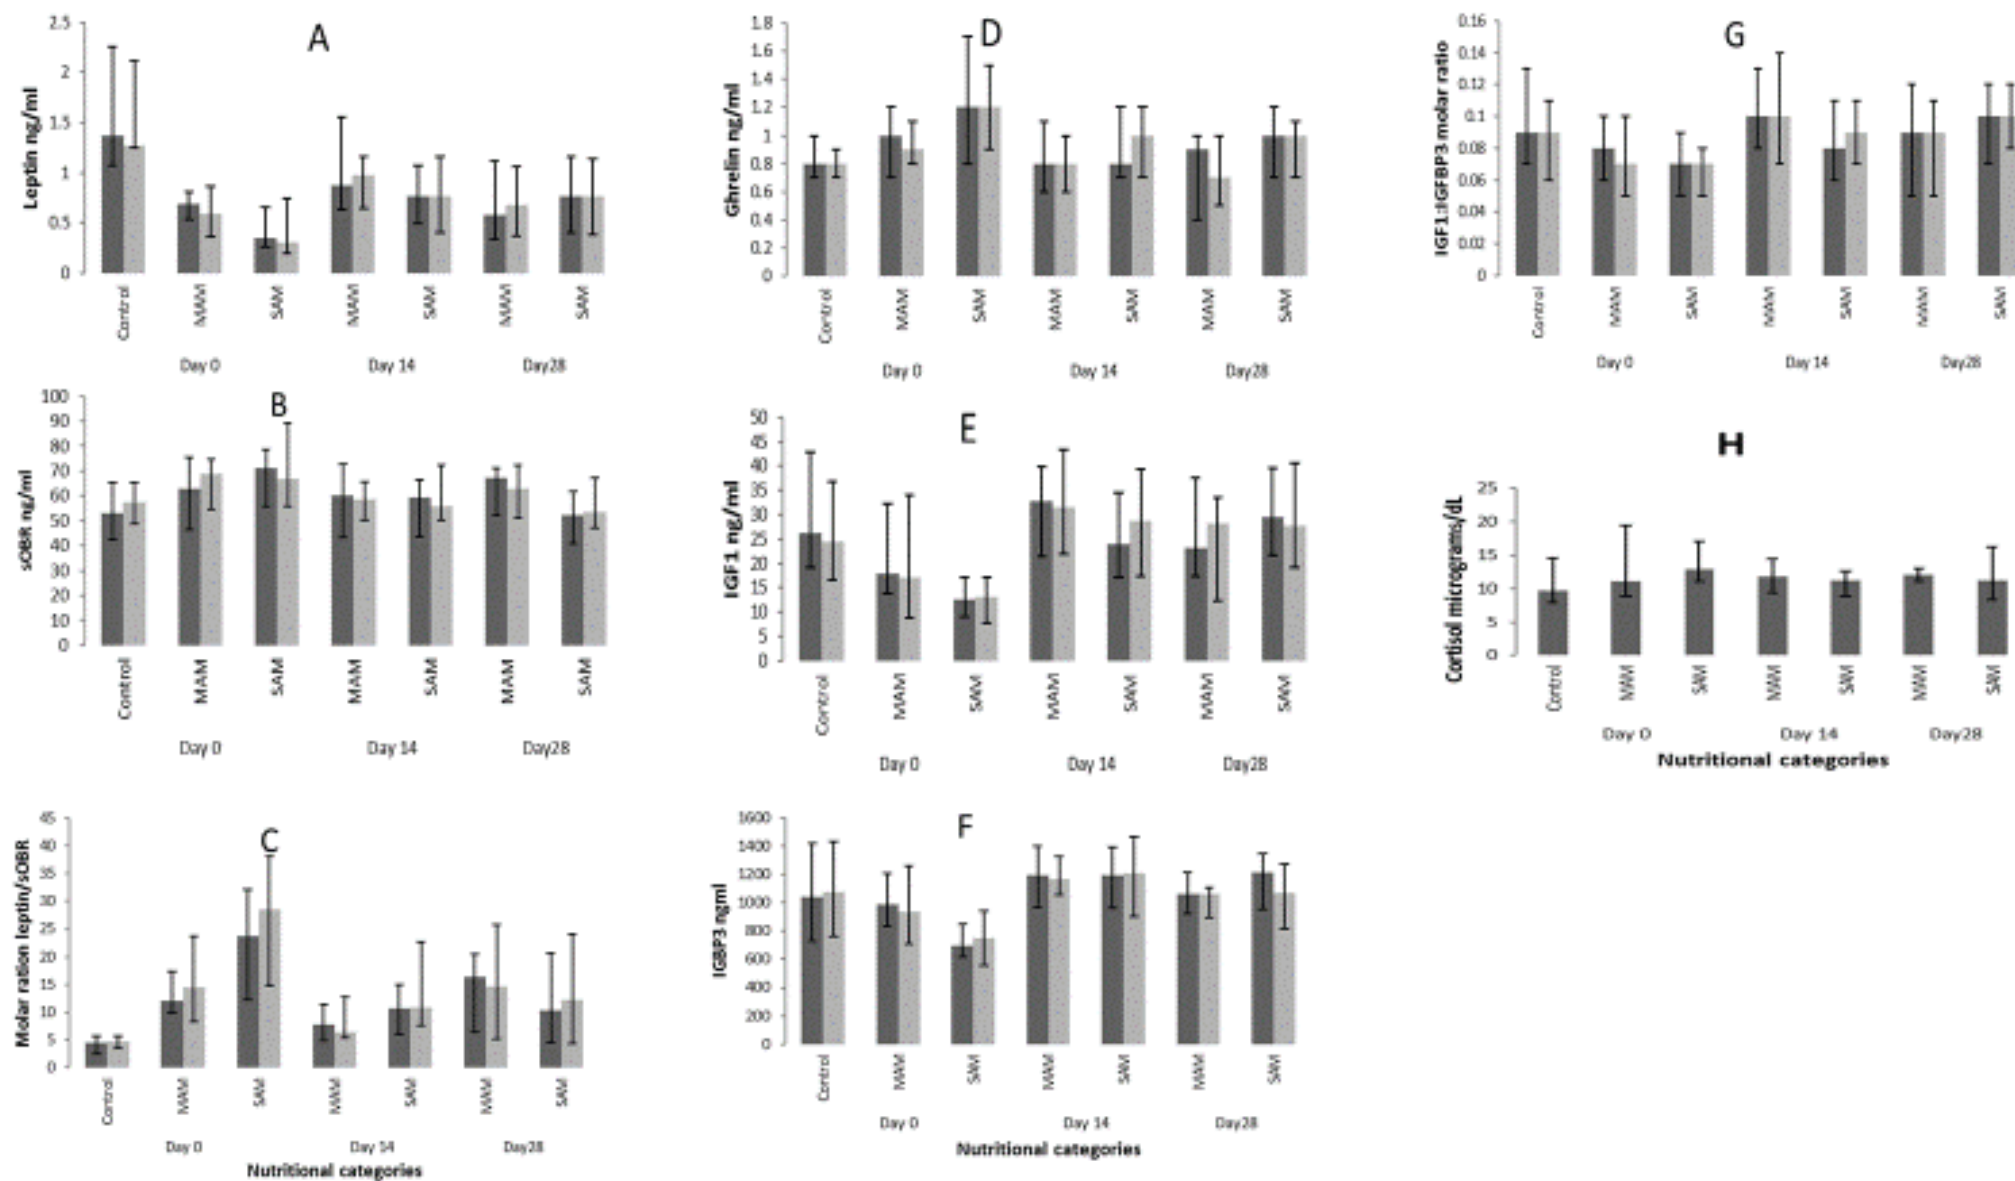 A
Leptin ng/ml
2.5
2
1.5
1
0.5
0
Control
MAM
SAM
MAM
SAM
MAM
SAM
Day 0
Day 14
Day28
B
sOBR ng/ml
100
90
80
70
60
50
40
30
20
10
0
Control
MAM
SAM
MAM
SAM
MAM
SAM
Day 0
Day 14
Day28
C
Molar ration leptin/sOBR
45
40
35
30
25
20
15
10
5
0
Control
MAM
SAM
MAM
SAM
MAM
SAM
Day 0
Day 14
Day28
Nutritional categories
D
Ghrelin ng/ml
1.8
1.6
1.4
1.2
1
0.8
0.6
0.4
0.2
0
Control
MAM
SAM
MAM
SAM
MAM
SAM
Day 0
Day 14
Day28
E
IGF1 ng/ml
50
45
40
35
30
25
20
15
10
5
0
Control
MAM
SAM
MAM
SAM
MAM
SAM
Day 0
Day 14
Day28
F
IGBP3 ngml
1600
1400
1200
1000
800
600
400
200
0
Control
MAM
SAM
MAM
SAM
MAM
SAM
Day 0
Day 14
Day28
Nutritional categories
G
IGF1:IGFBP3 molar ratio
0.16
0.14
0.12
0.1
0.08
0.06
0.04
0.02
0
Control
MAM
SAM
MAM
SAM
MAM
SAM
Day 0
Day 14
Day28
H
Cortisol micrograms/dL
25
20
15
10
5
0
Control
MAM
SAM
MAM
SAM
MAM
SAM
Day 0
Day 14
Day28
Nutritional categories